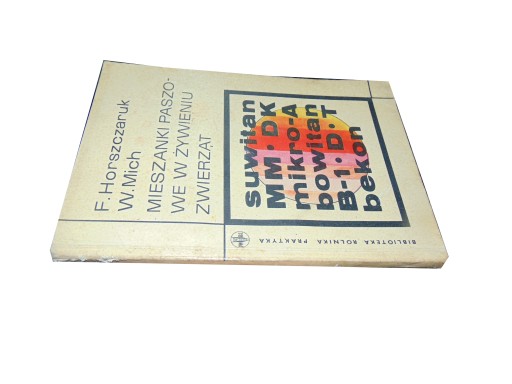 F. Horszczaruk
W. Mich
MIESZANKI PASZO-
WE W ŻYWIENIU
ZWIERZĄT
suwitan
MM·DK
mikro-A
bowitan
B-1·D·T
bekon
BIBLIOTEKA ROLNIKA PRAKTYKA